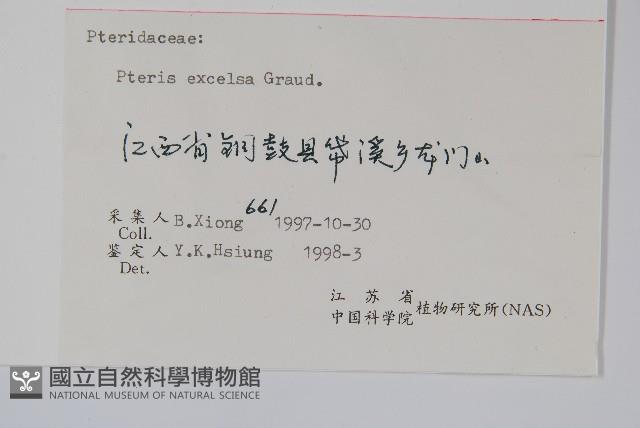 Pteridaceae:
Pteris excelsa Graud.
江西省铜鼓县带溪乡龙门山
采集人 B.Xiong 661 1997-10-30
Coll.
鉴定人 Y.K.Hsiung 1998-3
Det.
江苏省
中国科学院植物研究所(NAS)
國立自然科學博物館
NATIONAL MUSEUM OF NATURAL SCIENCE